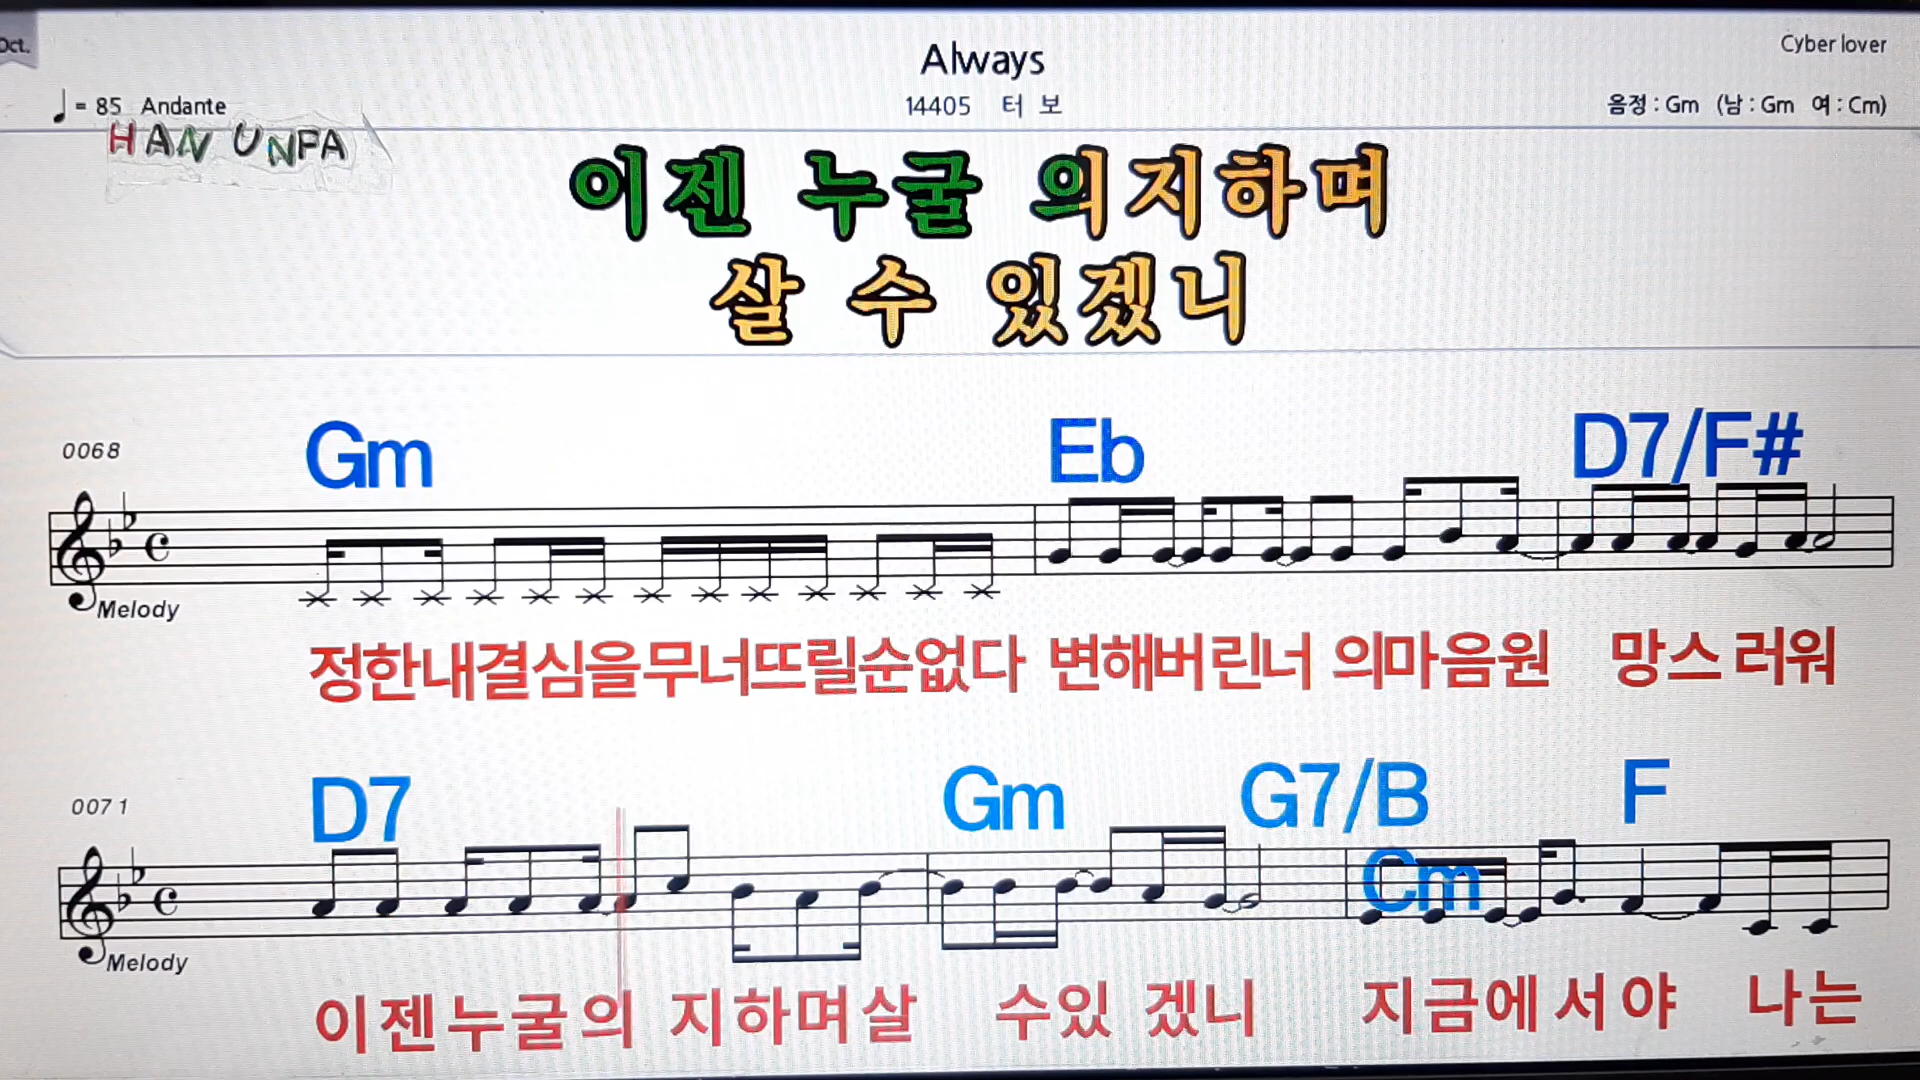 Oct.
Always
Cyber lover
♩ = 85 Andante
14405 터 보
음정 : Gm (남 : Gm 여 : Cm)
HAN UNPA
이젠 누굴 의지하며
살 수 있겠니
0068 Gm Eb D7/F#
Melody
정한내결심을무너뜨릴순없다 변해버린너 의마음원 망스러워
0071 D7 Gm G7/B Cm F
Melody
이젠누굴의 지하며살 수있 겠니 지금에서야 나는